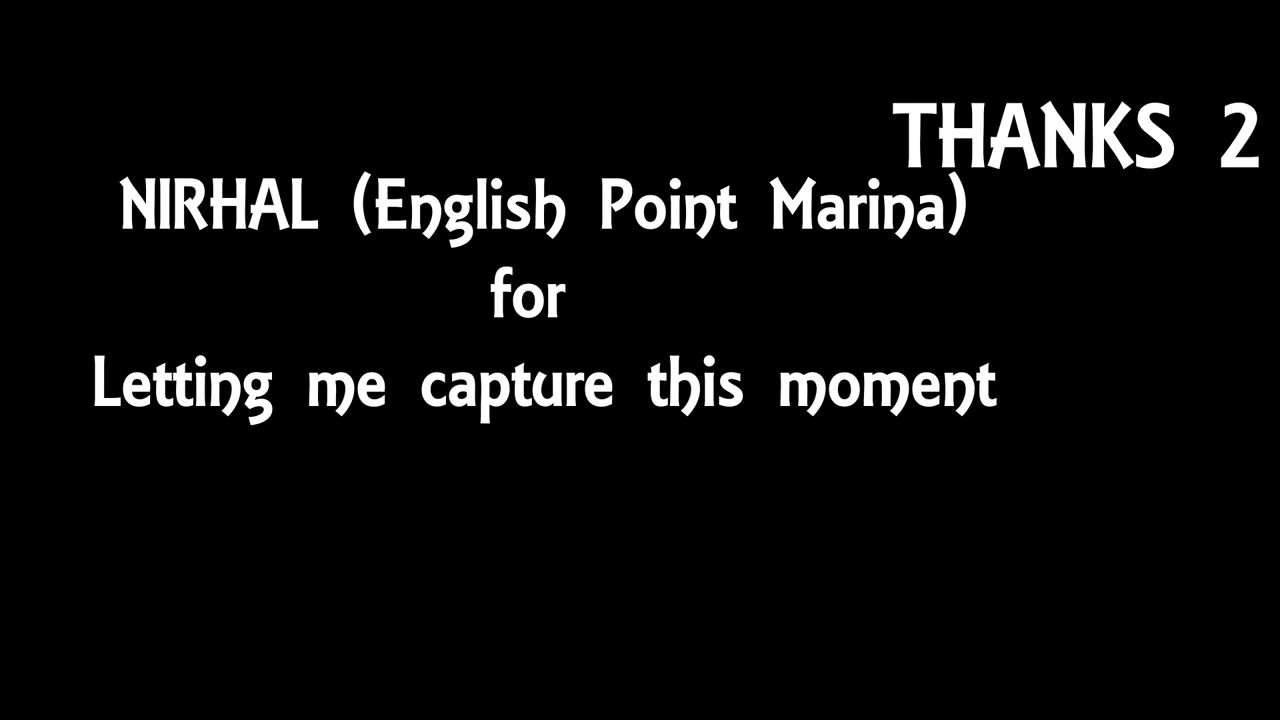 THANKS 2
NIRHAL (English Point Marina)
for
Letting me capture this moment